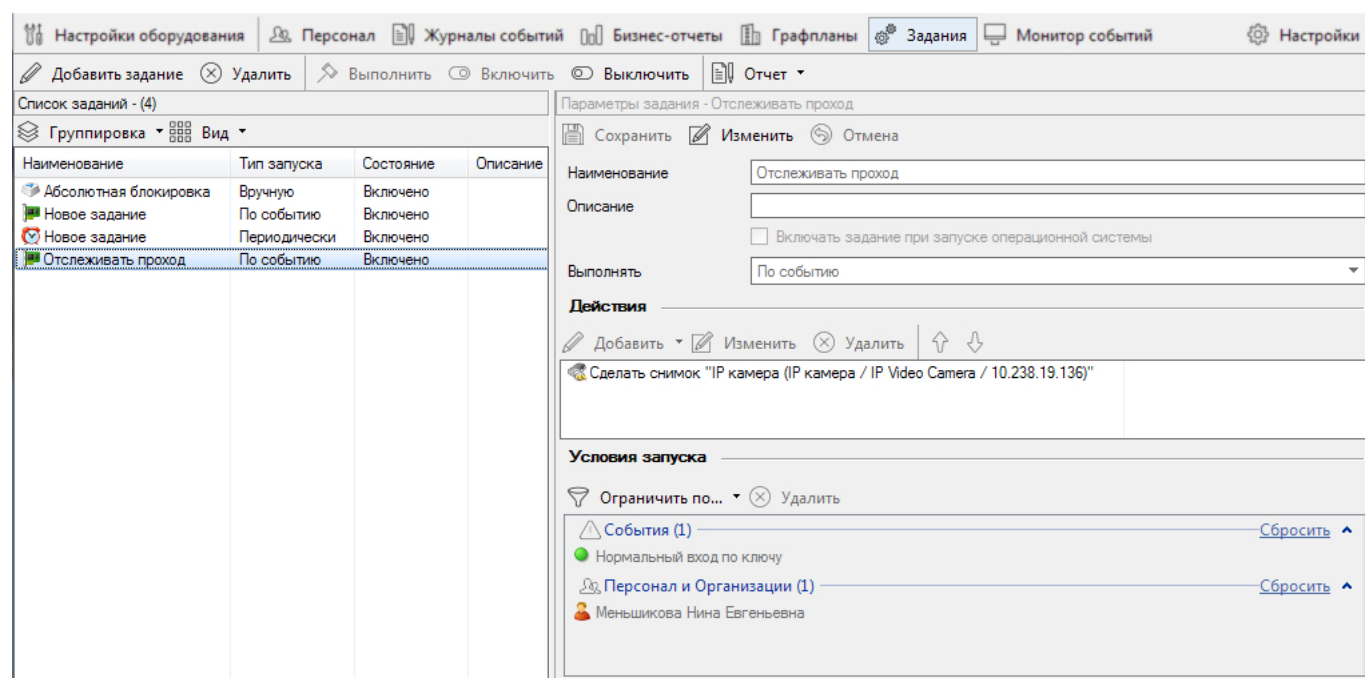 Настройки оборудования Персонал Журналы событий Бизнес-отчеты Графпланы Задания Монитор событий Настройки
Добавить задание Удалить Выполнить Включить Выключить Отчет
Список заданий - (4)
Группировка Вид
Наименование Тип запуска Состояние Описание
Абсолютная блокировка Вручную Включено
Новое задание По событию Включено
Новое задание Периодически Включено
Отслеживать проход По событию Включено
Параметры задания - Отслеживать проход
Сохранить Изменить Отмена
Наименование Отслеживать проход
Описание
Включать задание при запуске операционной системы
Выполнять По событию
Действия
Добавить Изменить Удалить
Сделать снимок "IP камера (IP камера / IP Video Camera / 10.238.19.136)"
Условия запуска
Ограничить по... Удалить
События (1) Сбросить
Нормальный вход по ключу
Персонал и Организации (1) Сбросить
Меньшикова Нина Евгеньевна